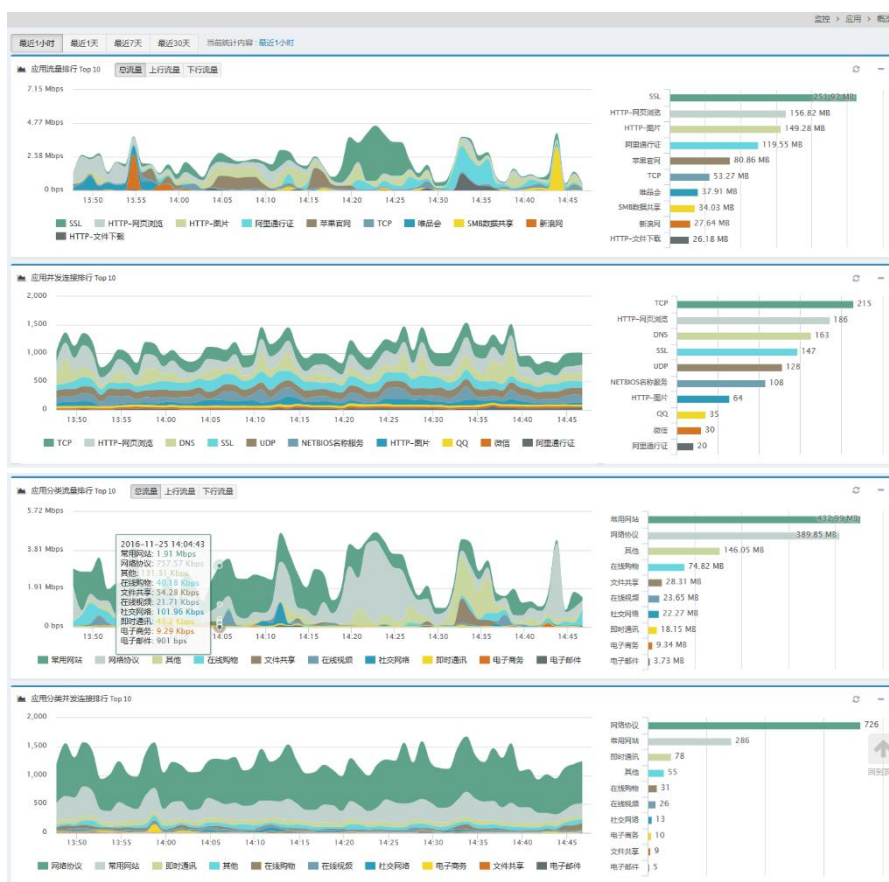 监控 > 应用 > 概览
最近1小时 最近1天 最近7天 最近30天 当前统计内容: 最近1小时
应用流量排行 Top 10 总流量 上行流量 下行流量
7.15 Mbps
4.77 Mbps
2.38 Mbps
0 bps
13:50 13:55 14:00 14:05 14:10 14:15 14:20 14:25 14:30 14:35 14:40 14:45
SSL HTTP-网页浏览 HTTP-图片 阿里通行证 苹果官网 TCP 唯品会 SMB数据共享 新浪网
HTTP-文件下载
SSL 251.92 MB
HTTP-网页浏览 156.82 MB
HTTP-图片 149.28 MB
阿里通行证 119.55 MB
苹果官网 80.86 MB
TCP 53.27 MB
唯品会 37.91 MB
SMB数据共享 34.03 MB
新浪网 27.64 MB
HTTP-文件下载 26.18 MB
应用并发连接排行 Top 10
2,000
1,500
1,000
500
0
13:50 13:55 14:00 14:05 14:10 14:15 14:20 14:25 14:30 14:35 14:40 14:45
TCP HTTP-网页浏览 DNS SSL UDP NETBIOS名称服务 HTTP-图片 QQ 微信 阿里通行证
TCP 215
HTTP-网页浏览 186
DNS 163
SSL 147
UDP 128
NETBIOS名称服务 108
HTTP-图片 64
QQ 35
微信 30
阿里通行证 20
应用分类流量排行 Top 10 总流量 上行流量 下行流量
5.72 Mbps
3.81 Mbps
1.91 Mbps
0 bps
2016-11-25 14:04:43
常用网站: 1.91 Mbps
网络协议: 757.57 Kbps
其他: 131.31 Kbps
在线购物: 40.18 Kbps
文件共享: 54.28 Kbps
在线视频: 21.71 Kbps
社交网络: 101.96 Kbps
即时通讯: 43.2 Kbps
电子商务: 9.29 Kbps
电子邮件: 901 bps
13:50 14:05 14:10 14:15 14:20 14:25 14:30 14:35 14:40 14:45
常用网站 网络协议 其他 在线购物 文件共享 在线视频 社交网络 即时通讯 电子商务 电子邮件
常用网站 432.99 MB
网络协议 389.85 MB
其他 146.05 MB
在线购物 74.82 MB
文件共享 28.31 MB
在线视频 23.65 MB
社交网络 22.27 MB
即时通讯 18.15 MB
电子商务 9.34 MB
电子邮件 3.73 MB
应用分类并发连接排行 Top 10
2,000
1,500
1,000
500
0
13:50 13:55 14:00 14:05 14:10 14:15 14:20 14:25 14:30 14:35 14:40 14:45
网络协议 常用网站 即时通讯 其他 在线购物 在线视频 社交网络 电子商务 文件共享 电子邮件
网络协议 726
常用网站 286
即时通讯 78
其他 55
在线购物 31
在线视频 26
社交网络 13
电子商务 10
文件共享 9
电子邮件 5
回到顶